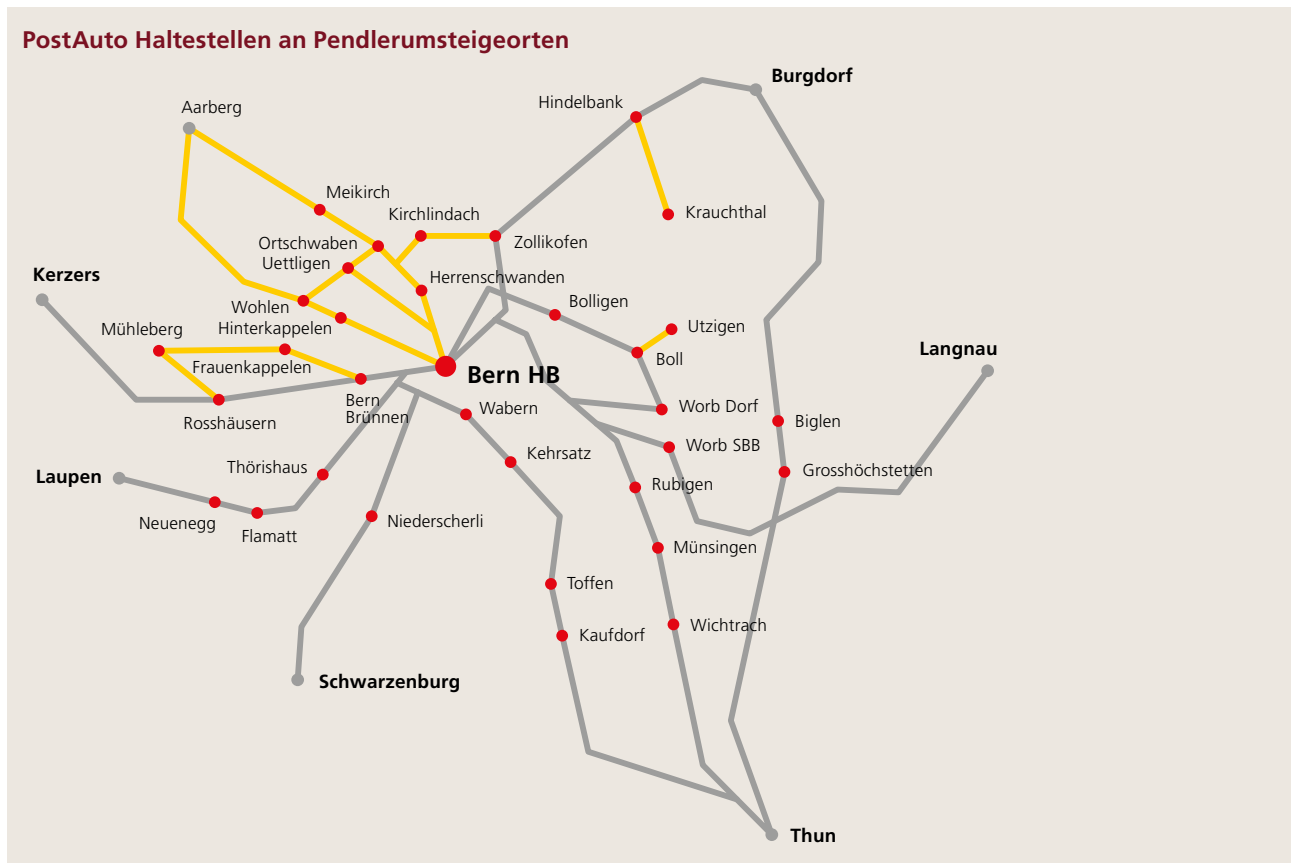 PostAuto Haltestellen an Pendlerumsteigeorten
Burgdorf
Hindelbank
Aarberg
Meikirch
Kirchlindach
Krauchthal
Ortschwaben
Zollikofen
Uettligen
Kerzers
Herrenschwanden
Bolligen
Wohlen
Hinterkappelen
Mühleberg
Utzigen
Langnau
Boll
Frauenkappelen
Bern HB
Bern
Brünnen
Wabern
Worb Dorf
Rosshäusern
Biglen
Worb SBB
Kehrsatz
Thörishaus
Grosshöchstetten
Laupen
Rubigen
Neuenegg
Niederscherli
Flamatt
Münsingen
Toffen
Wichtrach
Kaufdorf
Schwarzenburg
Thun